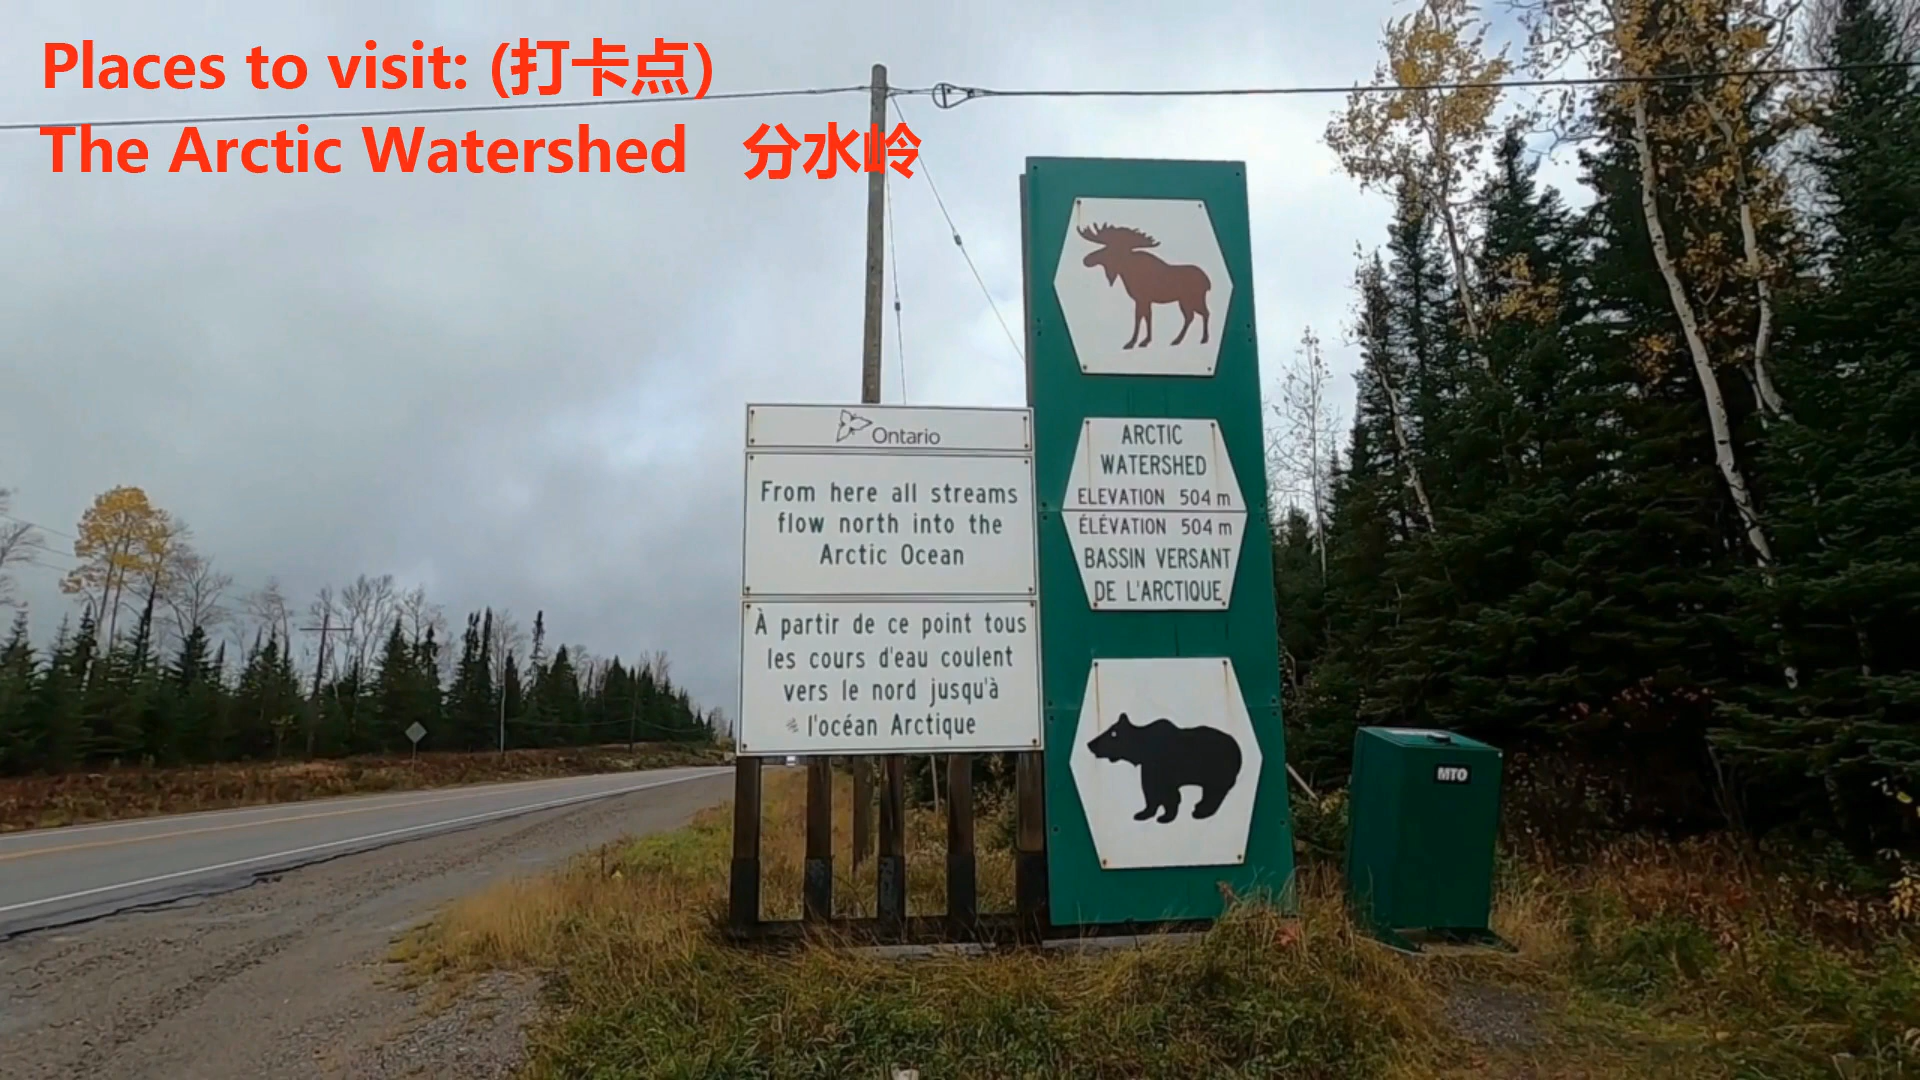 Places to visit: (打卡点)
The Arctic Watershed 分水岭
Ontario
From here all streams
flow north into the
Arctic Ocean
À partir de ce point tous
les cours d'eau coulent
vers le nord jusqu'à
l'océan Arctique
ARCTIC
WATERSHED
ELEVATION 504 m
ÉLÉVATION 504 m
BASSIN VERSANT
DE L'ARCTIQUE
MTO